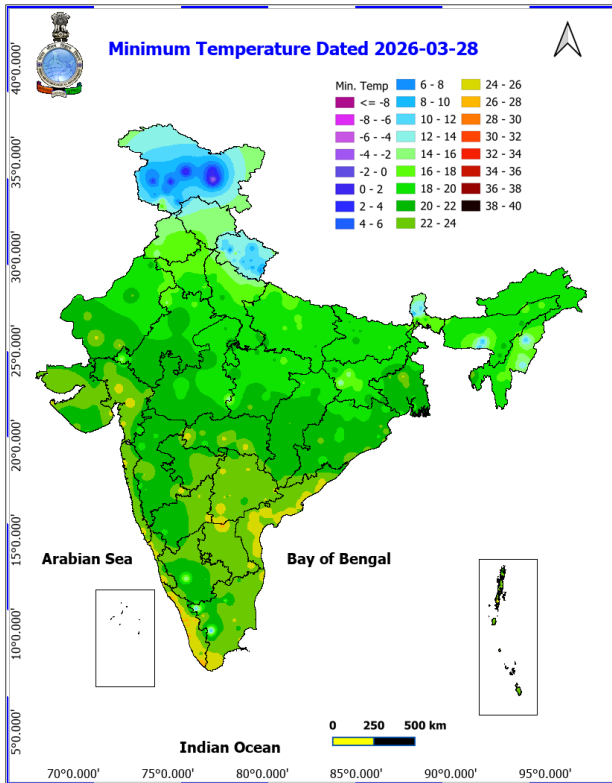 Minimum Temperature Dated 2026-03-28
Min. Temp
<= -8
-8 - -6
-6 - -4
-4 - -2
-2 - 0
0 - 2
2 - 4
4 - 6
6 - 8
8 - 10
10 - 12
12 - 14
14 - 16
16 - 18
18 - 20
20 - 22
22 - 24
24 - 26
26 - 28
28 - 30
30 - 32
32 - 34
34 - 36
36 - 38
38 - 40
40°0.000'
35°0.000'
30°0.000'
25°0.000'
20°0.000'
15°0.000'
10°0.000'
5°0.000'
Arabian Sea
Bay of Bengal
Indian Ocean
0 250 500 km
70°0.000' 75°0.000' 80°0.000' 85°0.000' 90°0.000' 95°0.000'